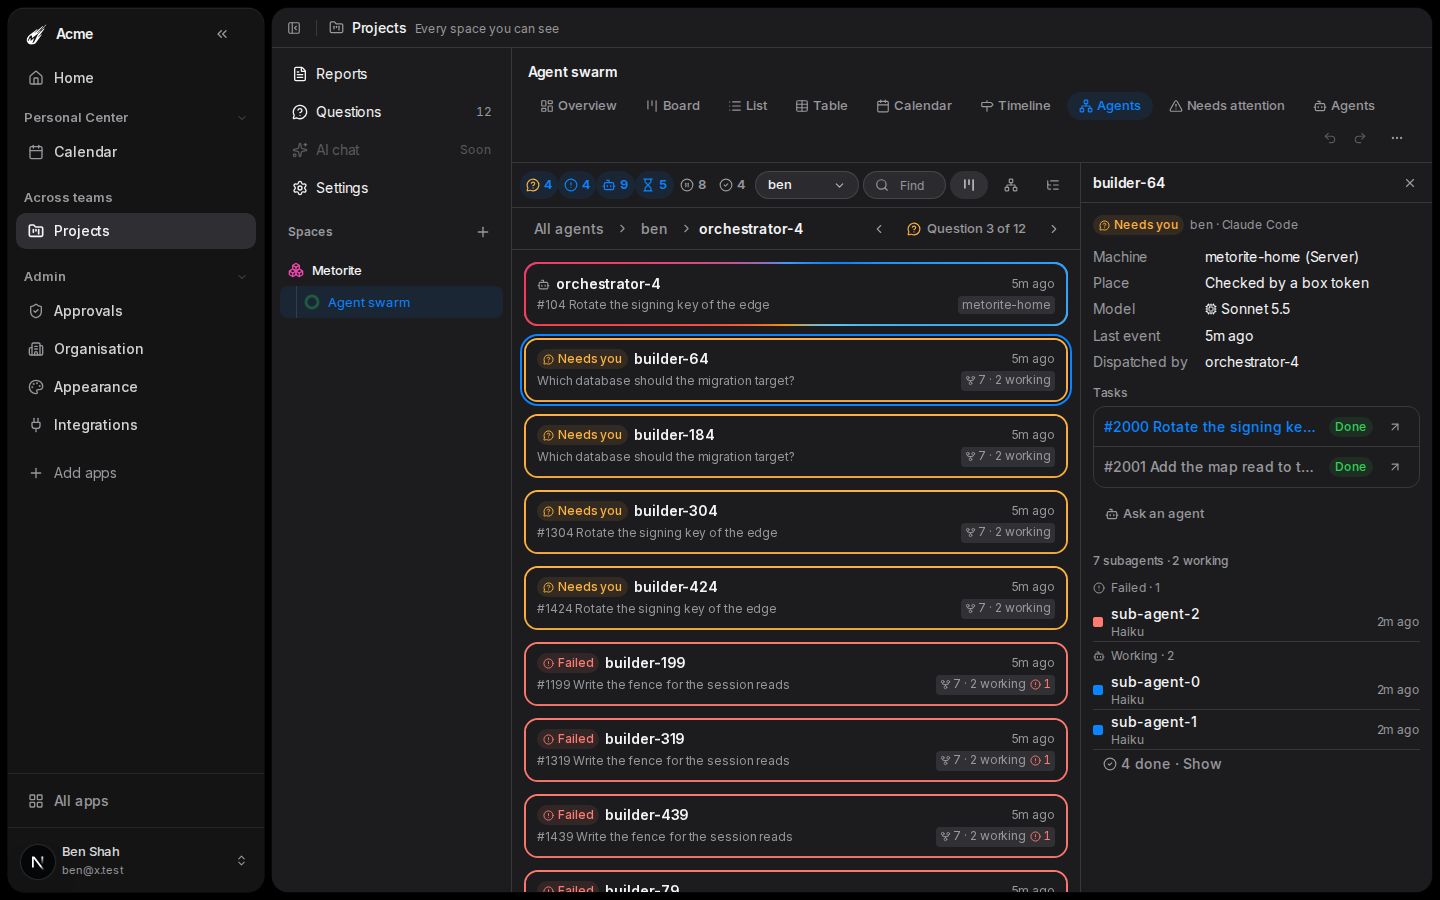 Acme
Home
Personal Center
Calendar
Across teams
Projects
Admin
Approvals
Organisation
Appearance
Integrations
Add apps
All apps
Ben Shah
ben@x.test
Projects Every space you can see
Reports
Questions 12
AI chat Soon
Settings
Spaces
Metorite
Agent swarm
Agent swarm
Overview Board List Table Calendar Timeline Agents Needs attention Agents
4 4 9 5 8 4 ben Find
All agents ben orchestrator-4 Question 3 of 12
orchestrator-4 5m ago
#104 Rotate the signing key of the edge metorite-home
Needs you builder-64 5m ago
Which database should the migration target? 7 · 2 working
Needs you builder-184 5m ago
Which database should the migration target? 7 · 2 working
Needs you builder-304 5m ago
#1304 Rotate the signing key of the edge 7 · 2 working
Needs you builder-424 5m ago
#1424 Rotate the signing key of the edge 7 · 2 working
Failed builder-199 5m ago
#1199 Write the fence for the session reads 7 · 2 working 1
Failed builder-319 5m ago
#1319 Write the fence for the session reads 7 · 2 working 1
Failed builder-439 5m ago
#1439 Write the fence for the session reads 7 · 2 working 1
Failed builder-79 5m ago
builder-64
Needs you ben · Claude Code
Machine metorite-home (Server)
Place Checked by a box token
Model Sonnet 5.5
Last event 5m ago
Dispatched by orchestrator-4
Tasks
#2000 Rotate the signing ke... Done
#2001 Add the map read to t... Done
Ask an agent
7 subagents · 2 working
Failed · 1
sub-agent-2
Haiku 2m ago
Working · 2
sub-agent-0
Haiku 2m ago
sub-agent-1
Haiku 2m ago
4 done · Show